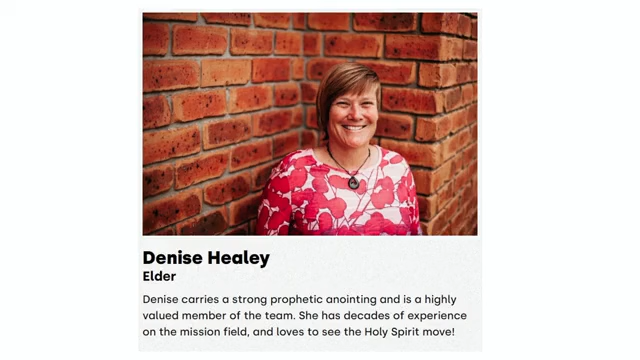 Denise Healey
Elder
Denise carries a strong prophetic anointing and is a highly
valued member of the team. She has decades of experience
on the mission field, and loves to see the Holy Spirit move!